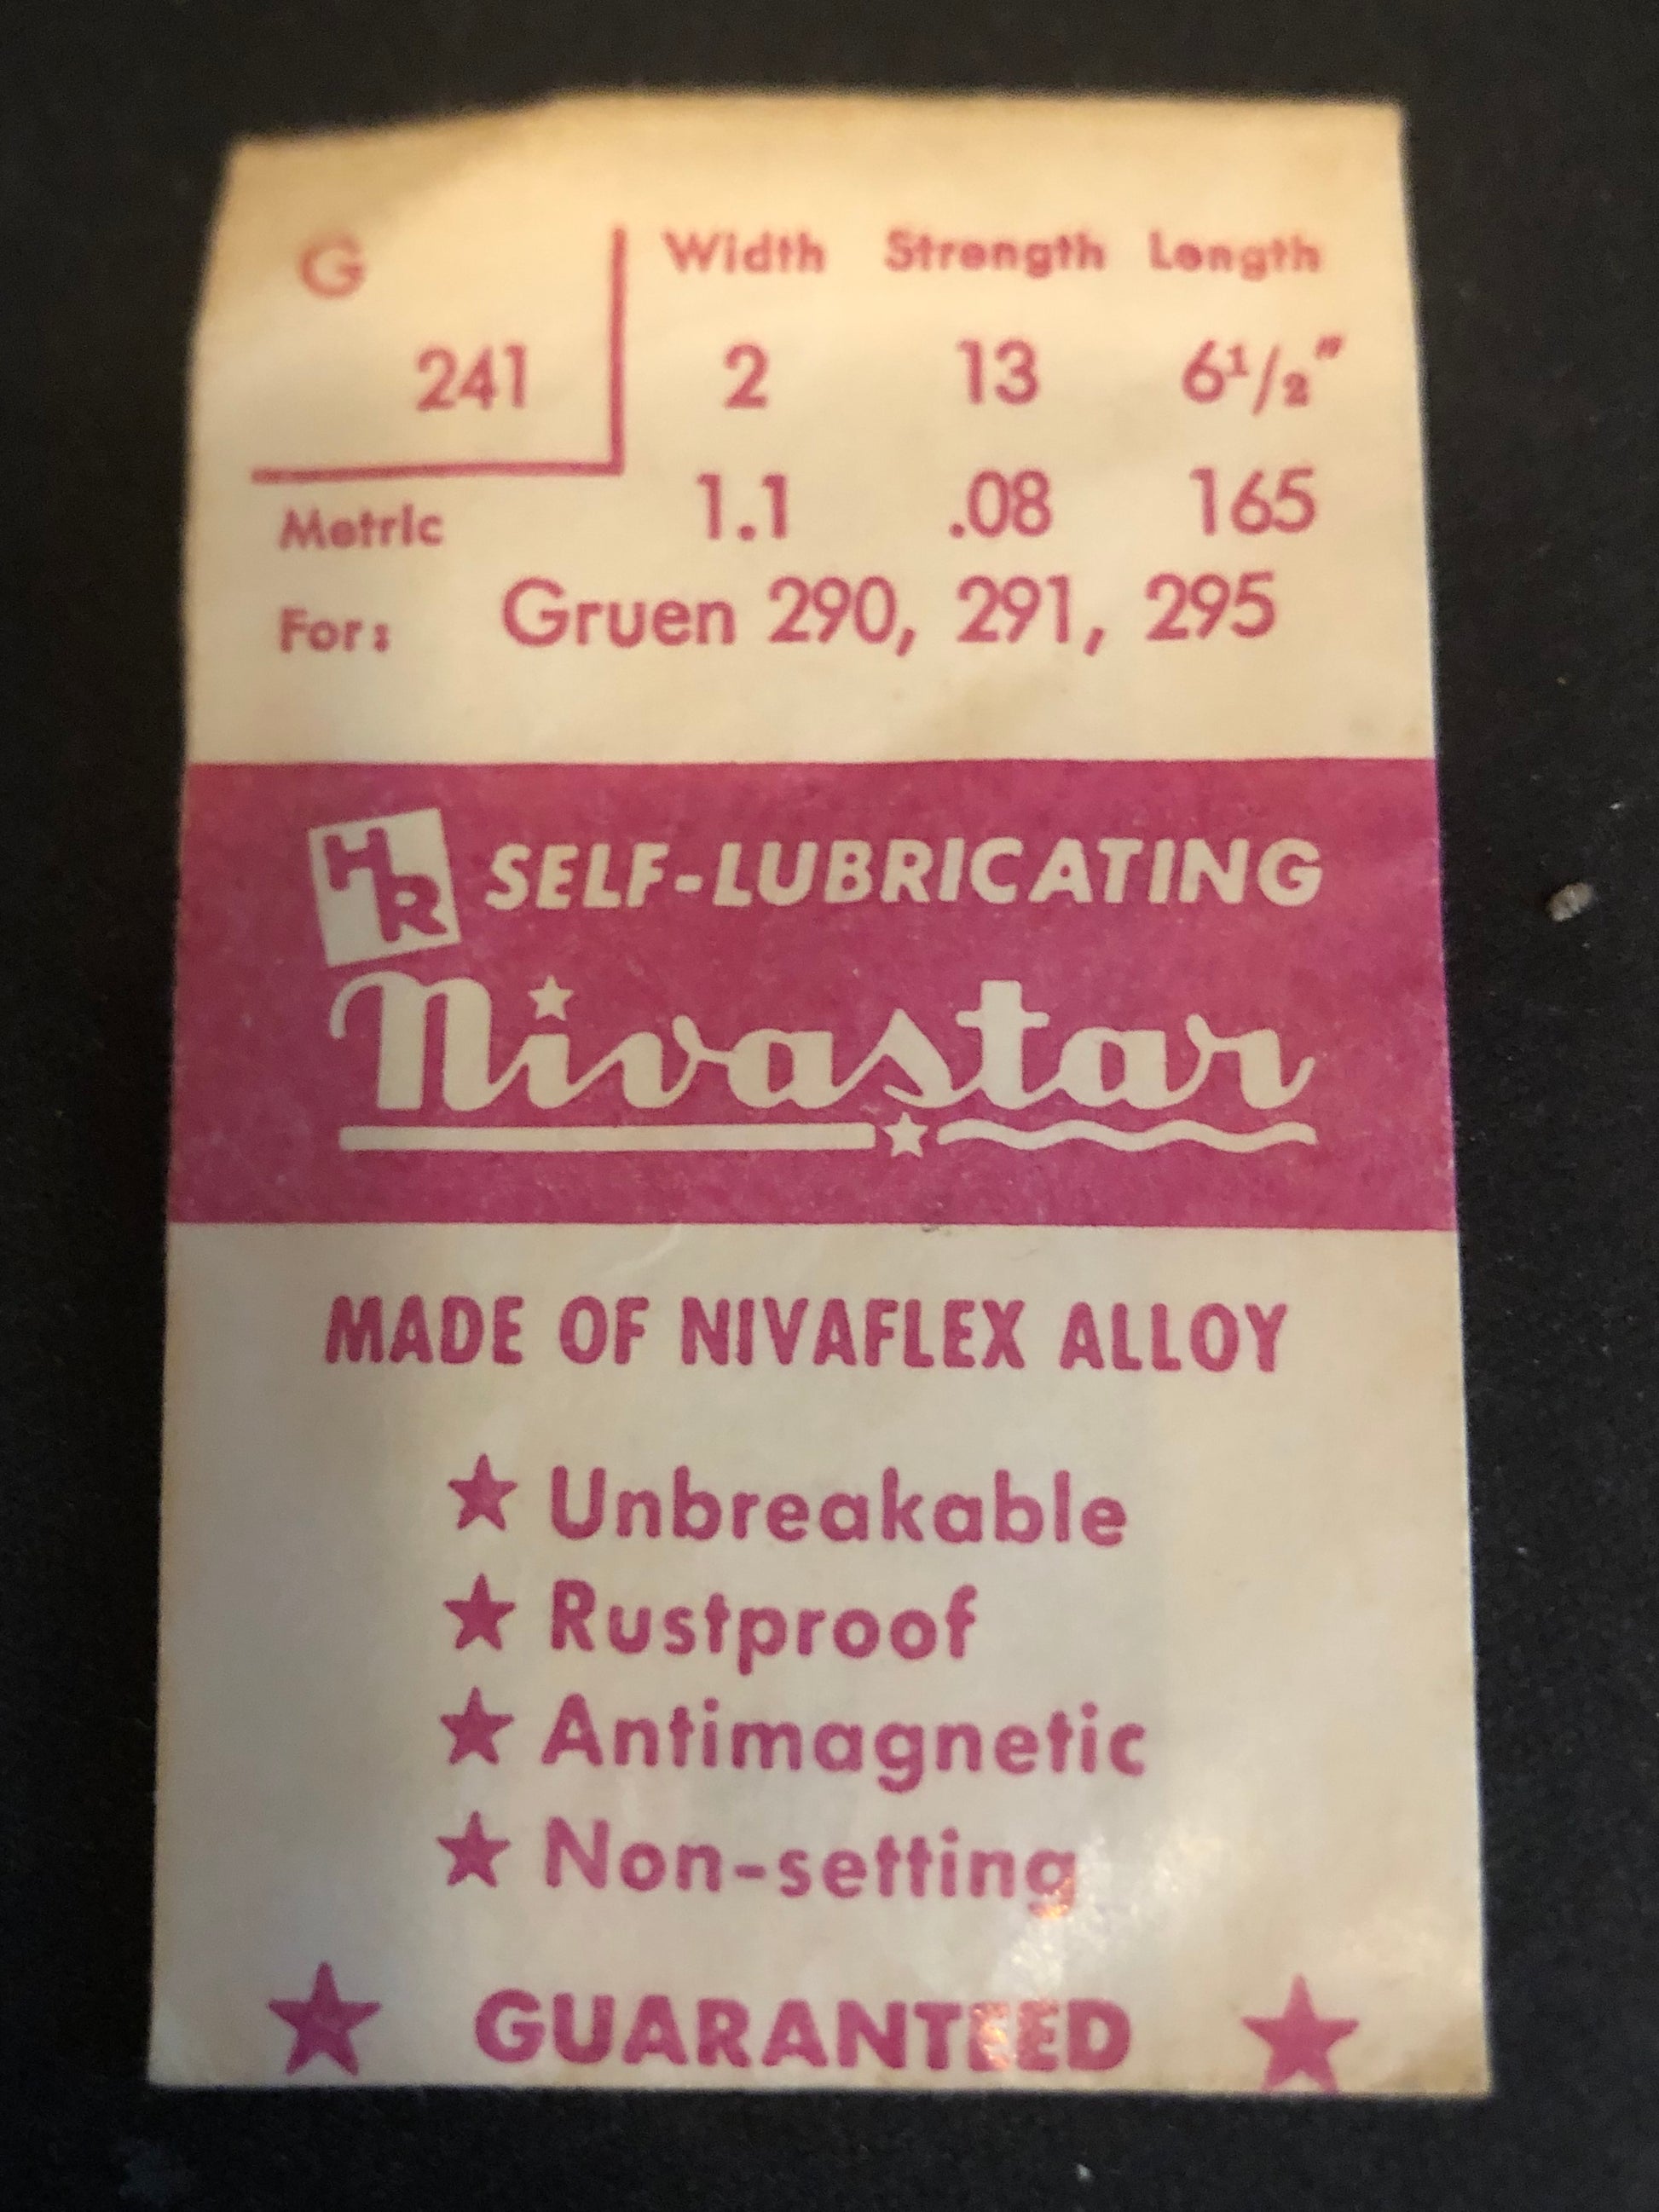 G Width Strength Length
241 2 13 6¹/₂"
Metric 1.1 .08 165
For: Gruen 290, 291, 295
HR SELF-LUBRICATING
Nivastar
MADE OF NIVAFLEX ALLOY
★ Unbreakable
★ Rustproof
★ Antimagnetic
★ Non-setting
★ GUARANTEED ★